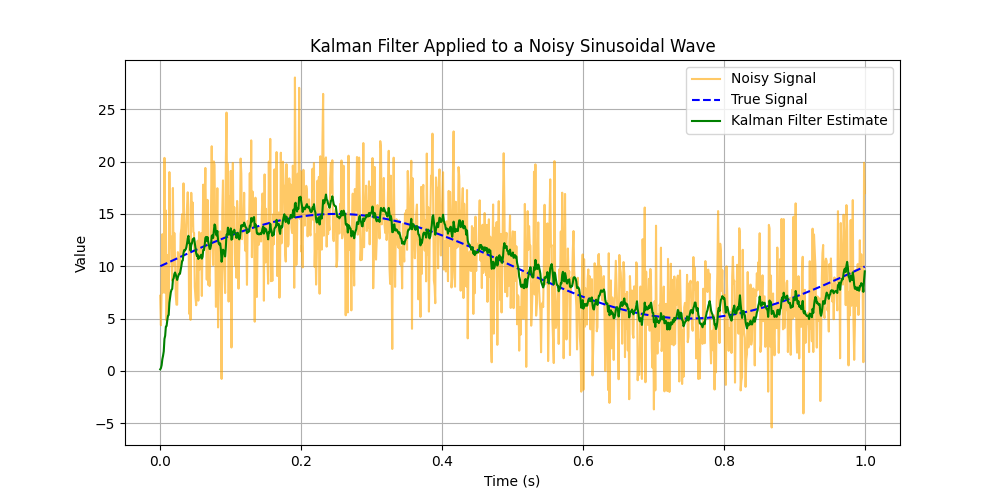 Kalman Filter Applied to a Noisy Sinusoidal Wave
Noisy Signal
True Signal
Kalman Filter Estimate
25
20
15
10
5
0
−5
Value
0.0 0.2 0.4 0.6 0.8 1.0
Time (s)